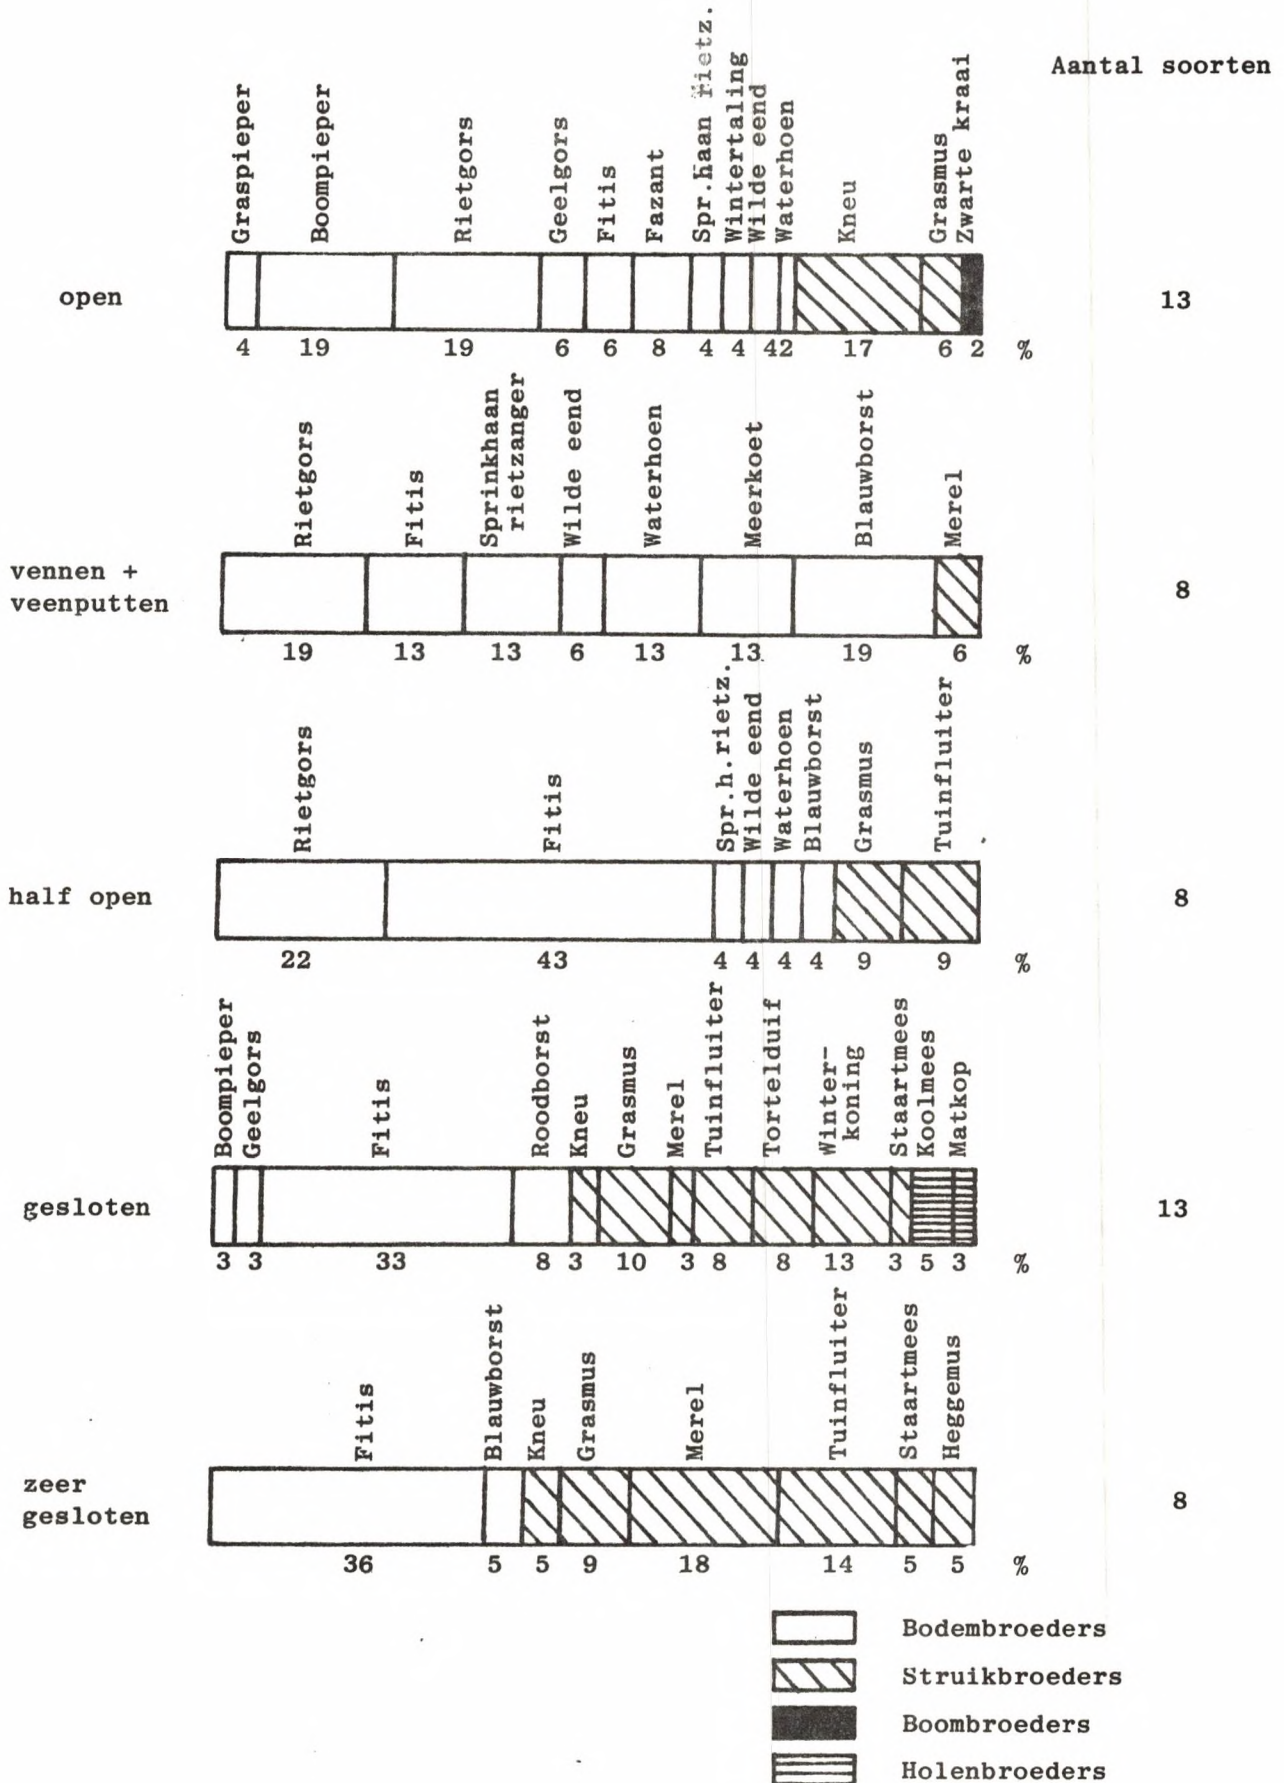 Aantal soorten
Graspieper
Boompieper
Rietgors
Geelgors
Fitis
Fazant
Spr.haan rietz.
Wintertaling
Wilde eend
Waterhoen
Kneu
Grasmus
Zwarte kraai
open
13
4 19 19 6 6 8 4 4 42 17 6 2 %
Rietgors
Fitis
Sprinkhaan
rietzanger
Wilde eend
Waterhoen
Meerkoet
Blauwborst
Merel
vennen +
veenputten
8
19 13 13 6 13 13 19 6 %
Rietgors
Fitis
Spr.h.rietz.
Wilde eend
Waterhoen
Blauwborst
Grasmus
Tuinfluiter
half open
8
22 43 4 4 4 4 9 9 %
Boompieper
Geelgors
Fitis
Roodborst
Kneu
Grasmus
Merel
Tuinfluiter
Tortelduif
Winter-
koning
Staartmees
Koolmees
Matkop
gesloten
13
3 3 33 8 3 10 3 8 8 13 3 5 3 %
Fitis
Blauwborst
Kneu
Grasmus
Merel
Tuinfluiter
Staartmees
Heggemus
zeer
gesloten
8
36 5 5 9 18 14 5 5 %
Bodembroeders
Struikbroeders
Boombroeders
Holenbroeders